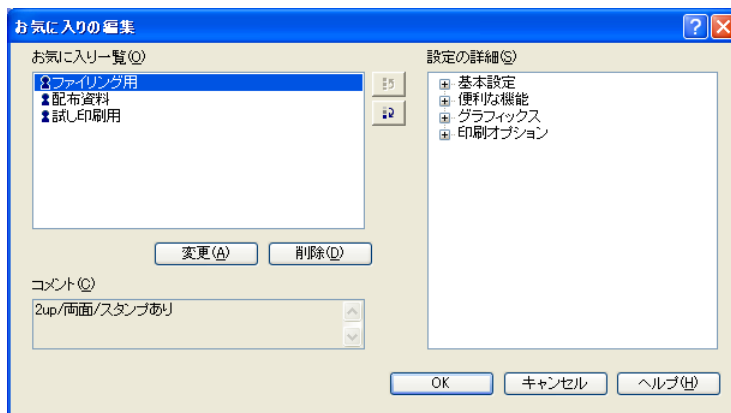 お気に入りの編集
お気に入り一覧(O)
ファイリング用
配布資料
試し印刷用
変更(A)
削除(D)
コメント(C)
2up/両面/スタンプあり
設定の詳細(S)
基本設定
便利な機能
グラフィックス
印刷オプション
OK
キャンセル
ヘルプ(H)